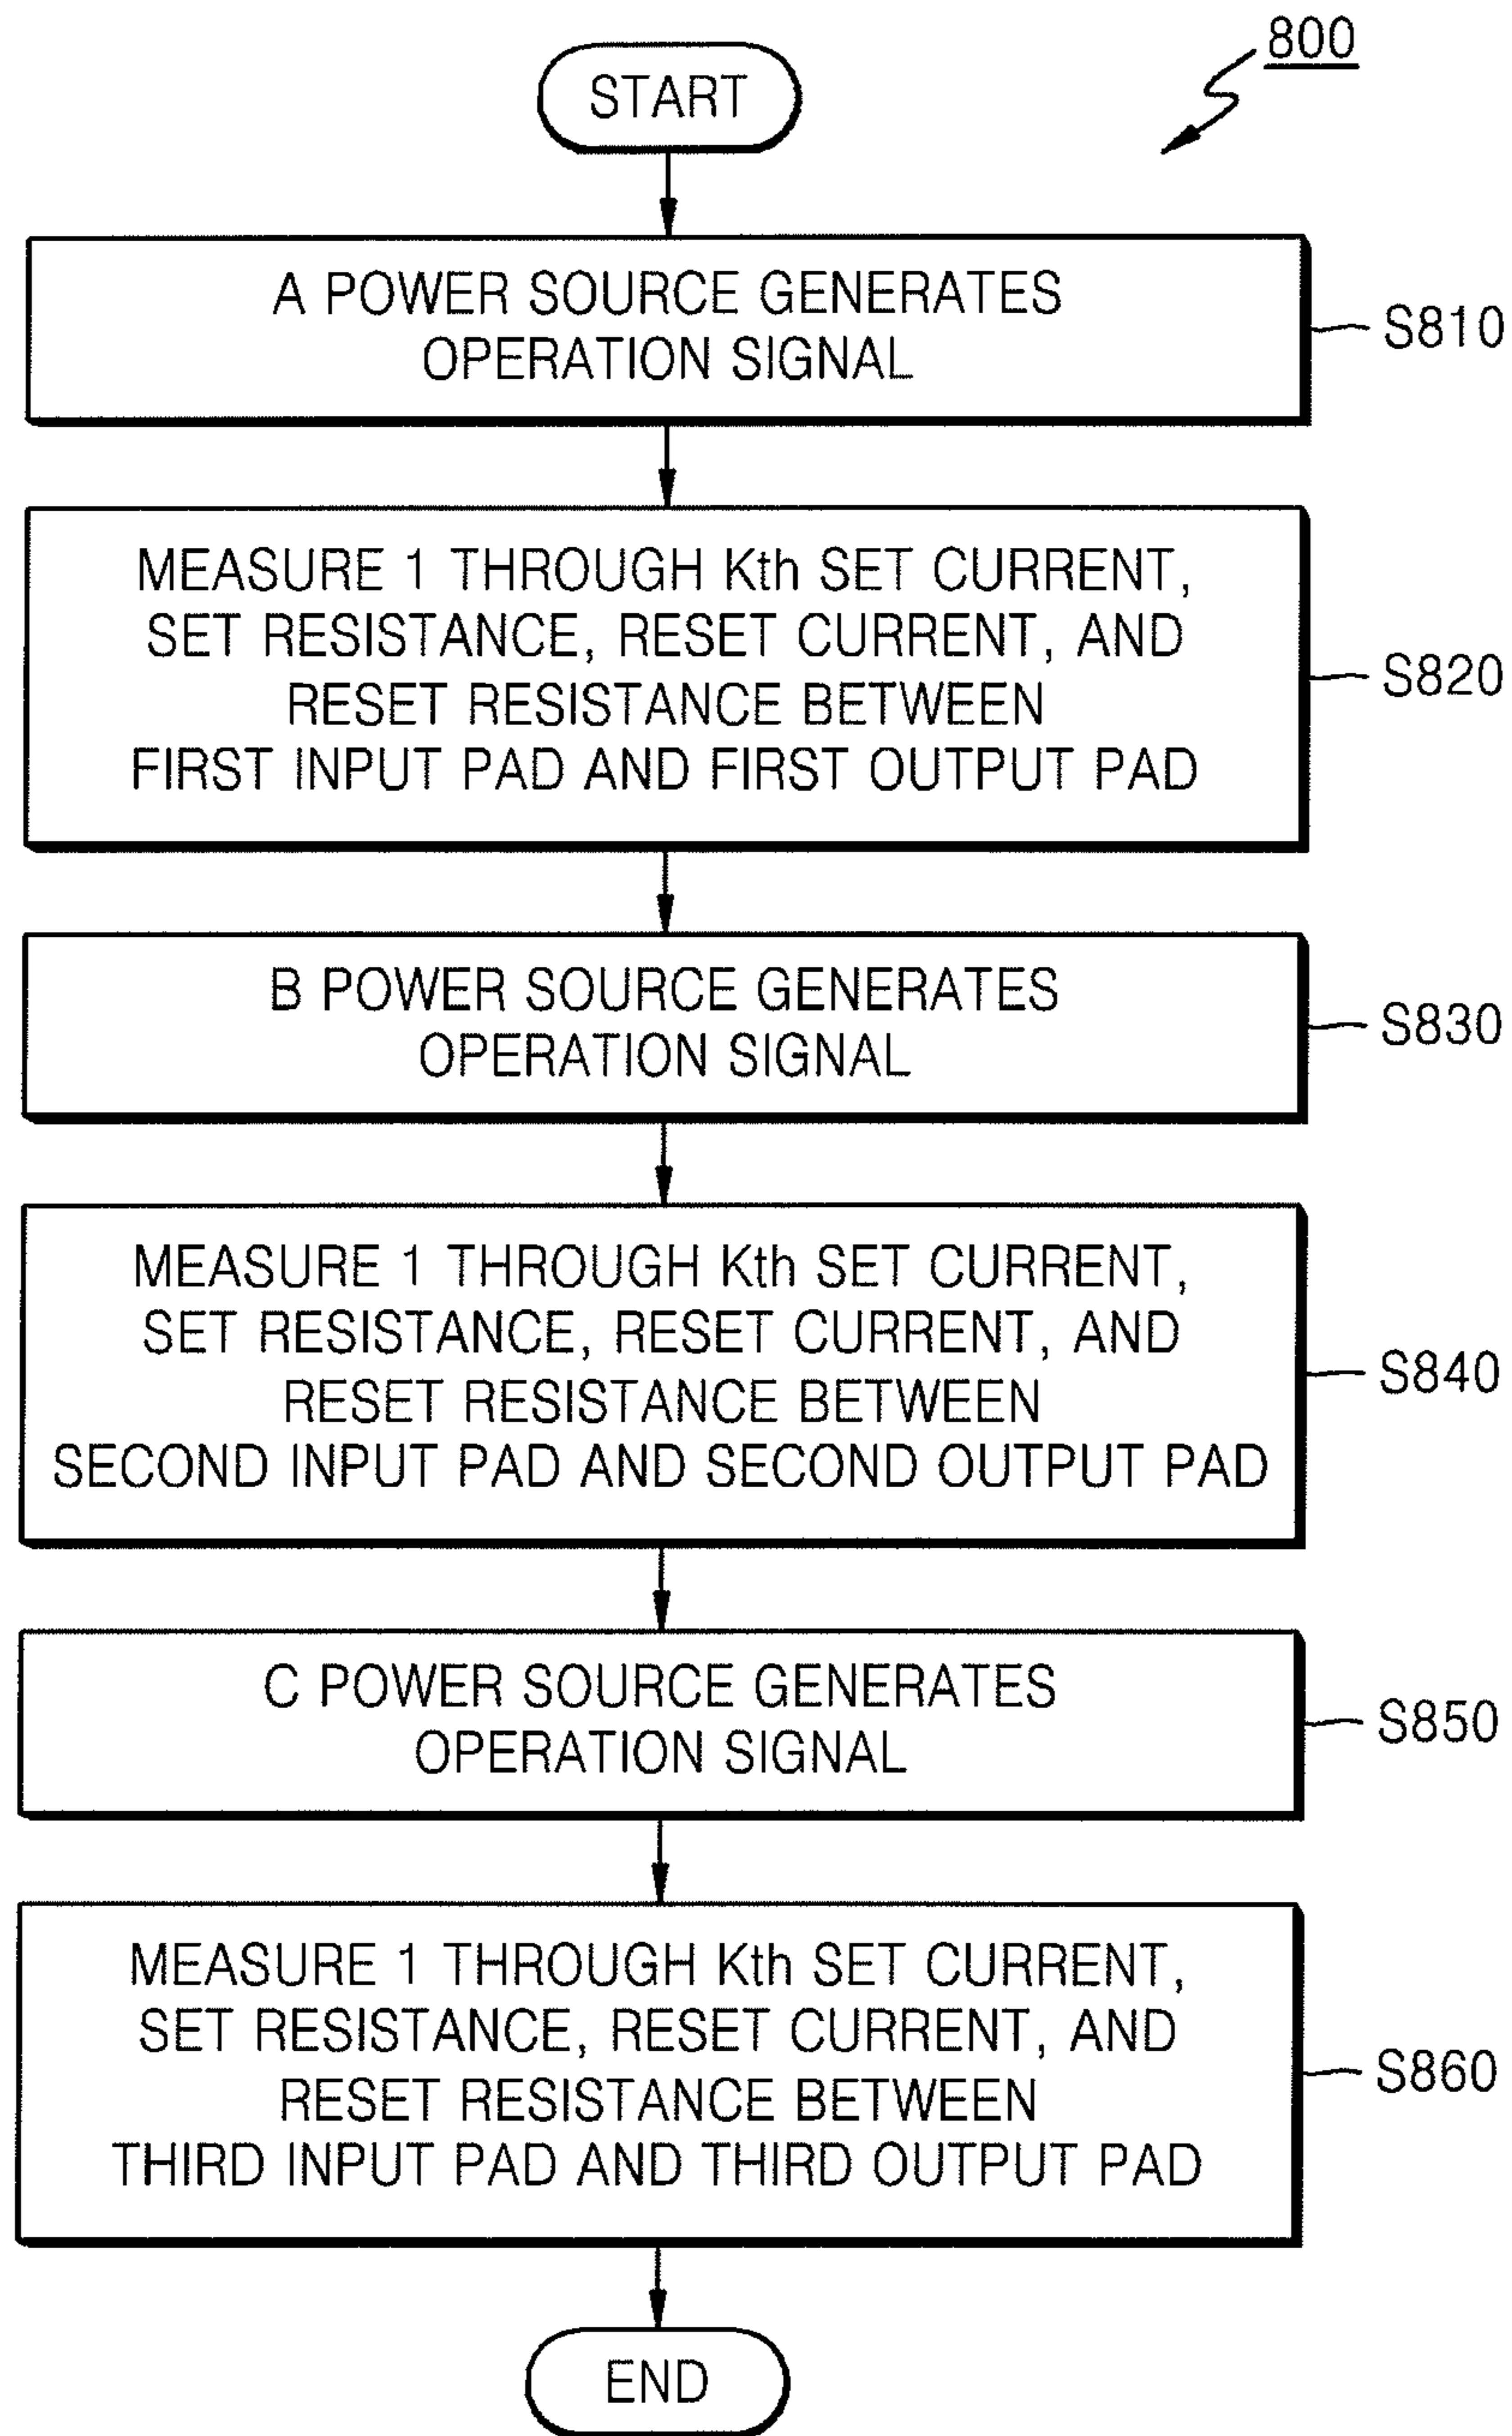 800
START
A POWER SOURCE GENERATES
OPERATION SIGNAL
S810
MEASURE 1 THROUGH Kth SET CURRENT,
SET RESISTANCE, RESET CURRENT, AND
RESET RESISTANCE BETWEEN
FIRST INPUT PAD AND FIRST OUTPUT PAD
S820
B POWER SOURCE GENERATES
OPERATION SIGNAL
S830
MEASURE 1 THROUGH Kth SET CURRENT,
SET RESISTANCE, RESET CURRENT, AND
RESET RESISTANCE BETWEEN
SECOND INPUT PAD AND SECOND OUTPUT PAD
S840
C POWER SOURCE GENERATES
OPERATION SIGNAL
S850
MEASURE 1 THROUGH Kth SET CURRENT,
SET RESISTANCE, RESET CURRENT, AND
RESET RESISTANCE BETWEEN
THIRD INPUT PAD AND THIRD OUTPUT PAD
S860
END